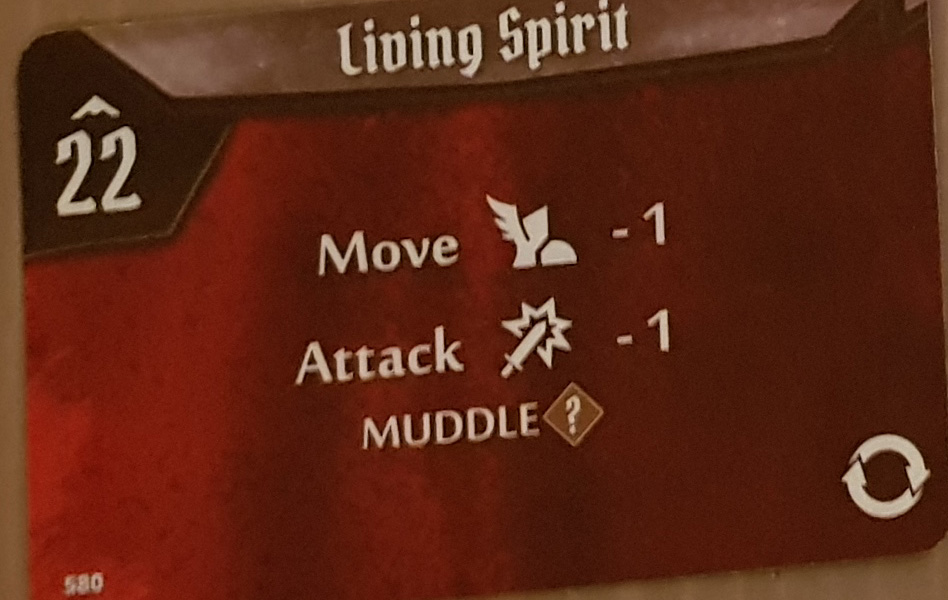 Living Spirit
22
Move - 1
Attack - 1
MUDDLE ?
580